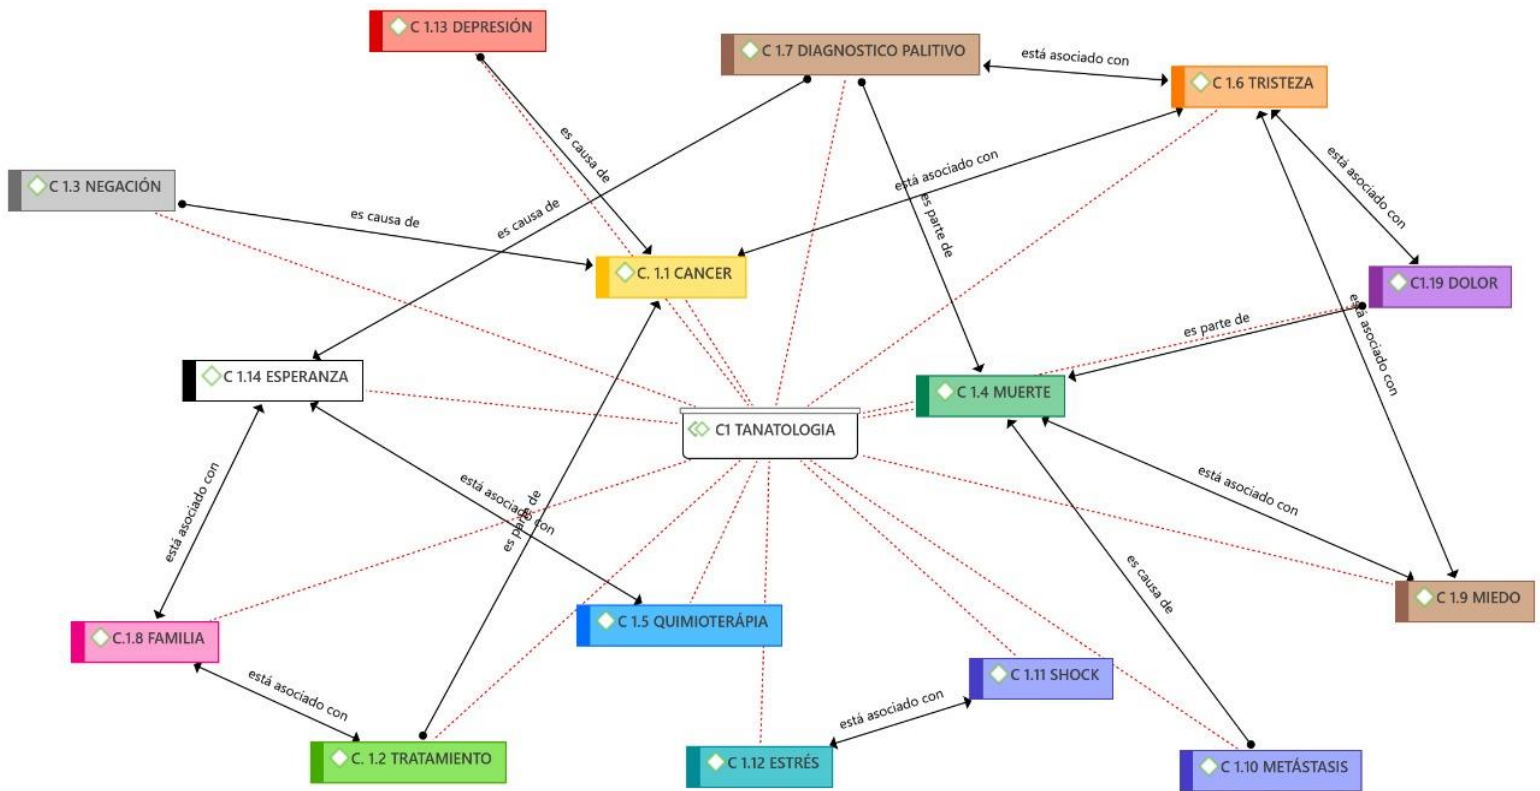 C 1.13 DEPRESIÓN
C 1.7 DIAGNOSTICO PALITIVO
está asociado con
C 1.6 TRISTEZA
es causa de
está asociado con
está asociado con
C 1.3 NEGACIÓN
es causa de
es causa de
es parte de
C. 1.1 CANCER
C1.19 DOLOR
es parte de
está asociado con
C 1.14 ESPERANZA
C 1.4 MUERTE
C1 TANATOLOGIA
está asociado con
está asociado con
es parte de
está asociado con
es causa de
C 1.9 MIEDO
C.1.8 FAMILIA
C 1.5 QUIMIOTERÁPIA
C 1.11 SHOCK
está asociado con
está asociado con
C. 1.2 TRATAMIENTO
C 1.12 ESTRÉS
C 1.10 METÁSTASIS